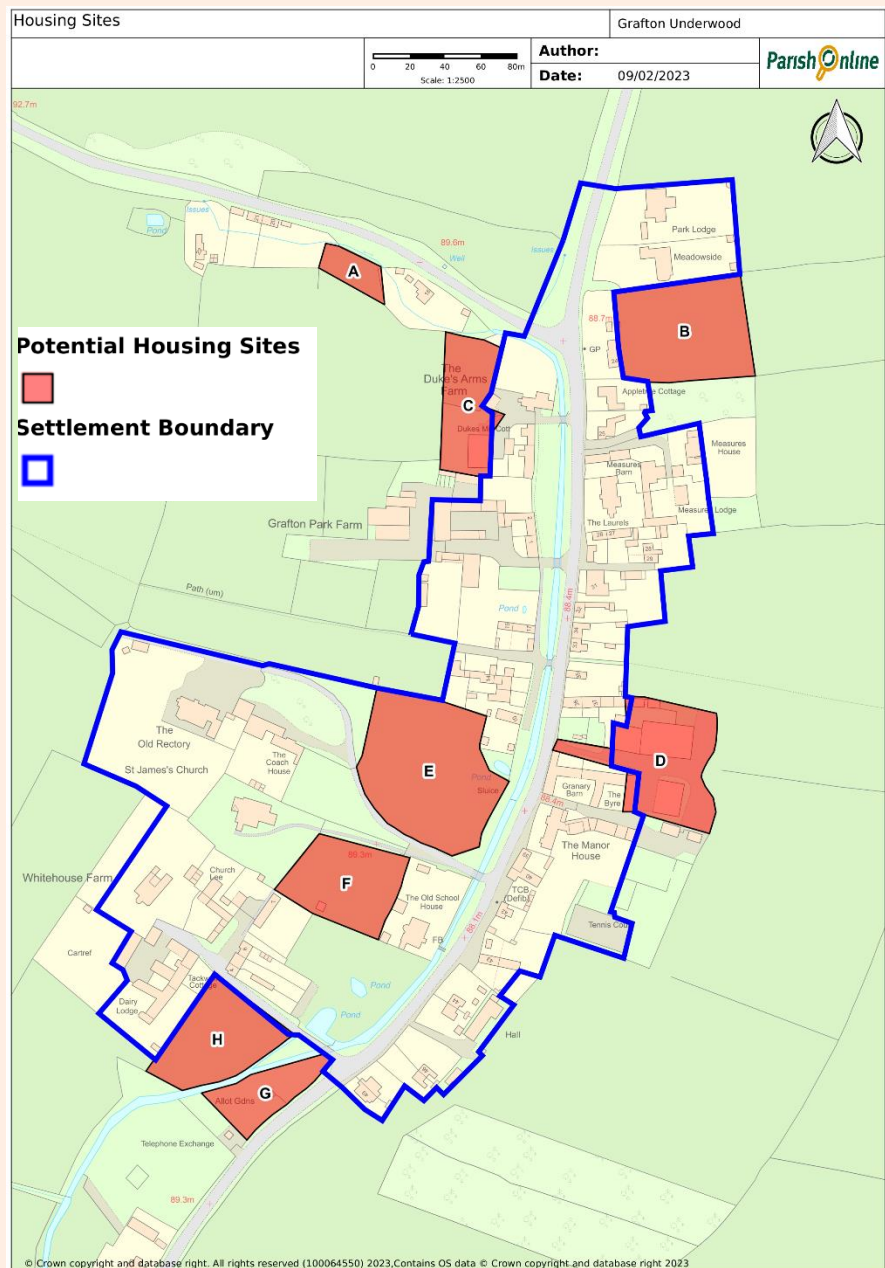 Housing Sites
Grafton Underwood
0 20 40 60 80m
Scale: 1:2500
Author:
Date: 09/02/2023
Parish Online
92.7m
Issues
Pond
89.6m
Well
Issues
Park Lodge
Meadowside
A
B
88.7m
GP
Potential Housing Sites
Settlement Boundary
The
Duke's Arms
Farm
C
Appletree Cottage
Measures
House
Measures
Barn
Measures Lodge
The Laurels
Grafton Park Farm
Path (um)
Pond
88.4m
The
Old Rectory
The
Coach
House
St James's Church
E
Pond
Sluice
D
Granary
Barn
The
Byre
88.4m
The Manor
House
89.3m
F
Church
Lee
Whitehouse Farm
The Old School
House
TCB
(Defib)
FB
88.1m
Cartref
Dairy
Lodge
Pond
Pond
Hall
H
G
Allot Gdns
Telephone Exchange
89.3m
© Crown copyright and database right. All rights reserved (100064550) 2023,Contains OS data © Crown copyright and database right 2023